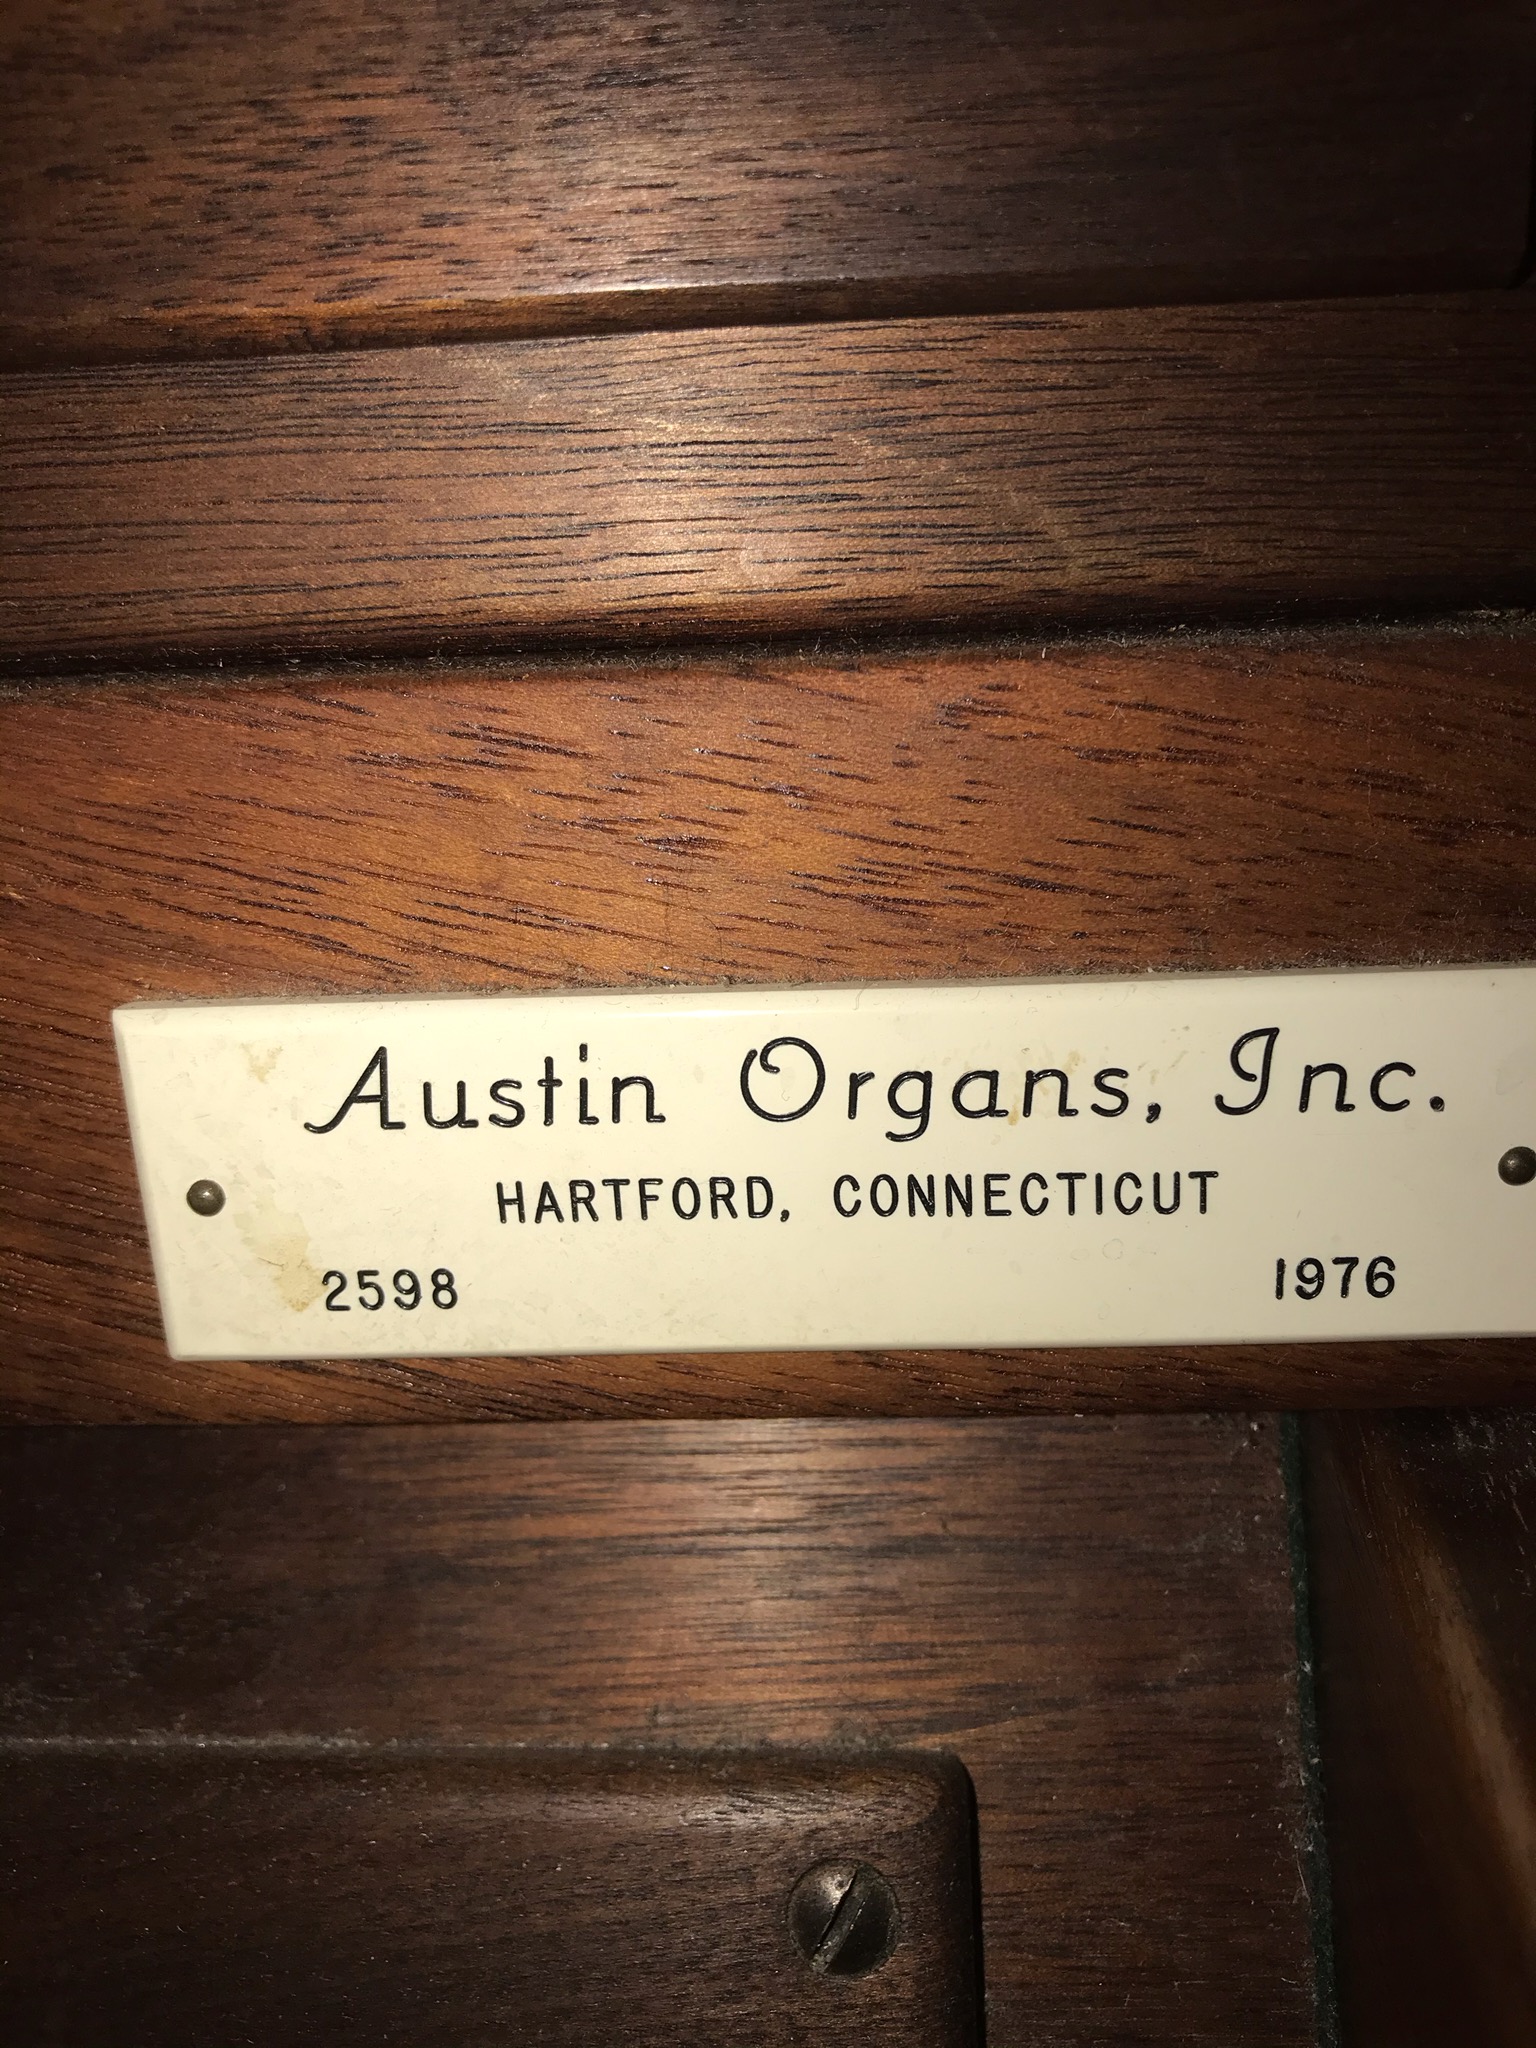 Austin Organs, Inc.
HARTFORD, CONNECTICUT
2598 1976